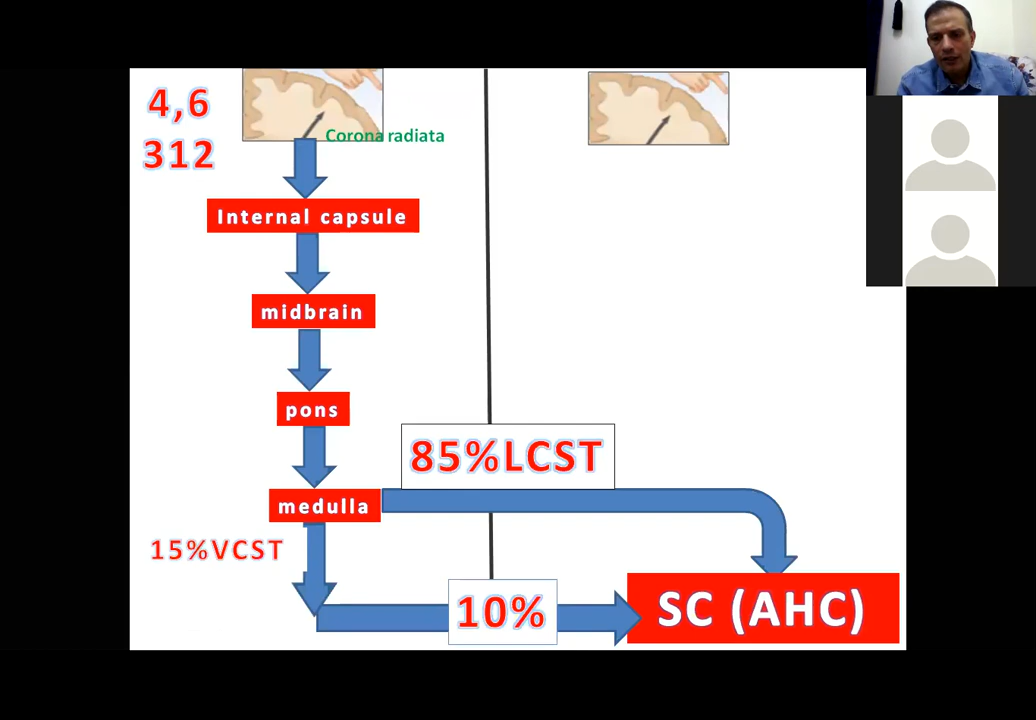 4,6
312
Corona radiata
Internal capsule
midbrain
pons
85%LCST
medulla
15%VCST
10%
SC (AHC)